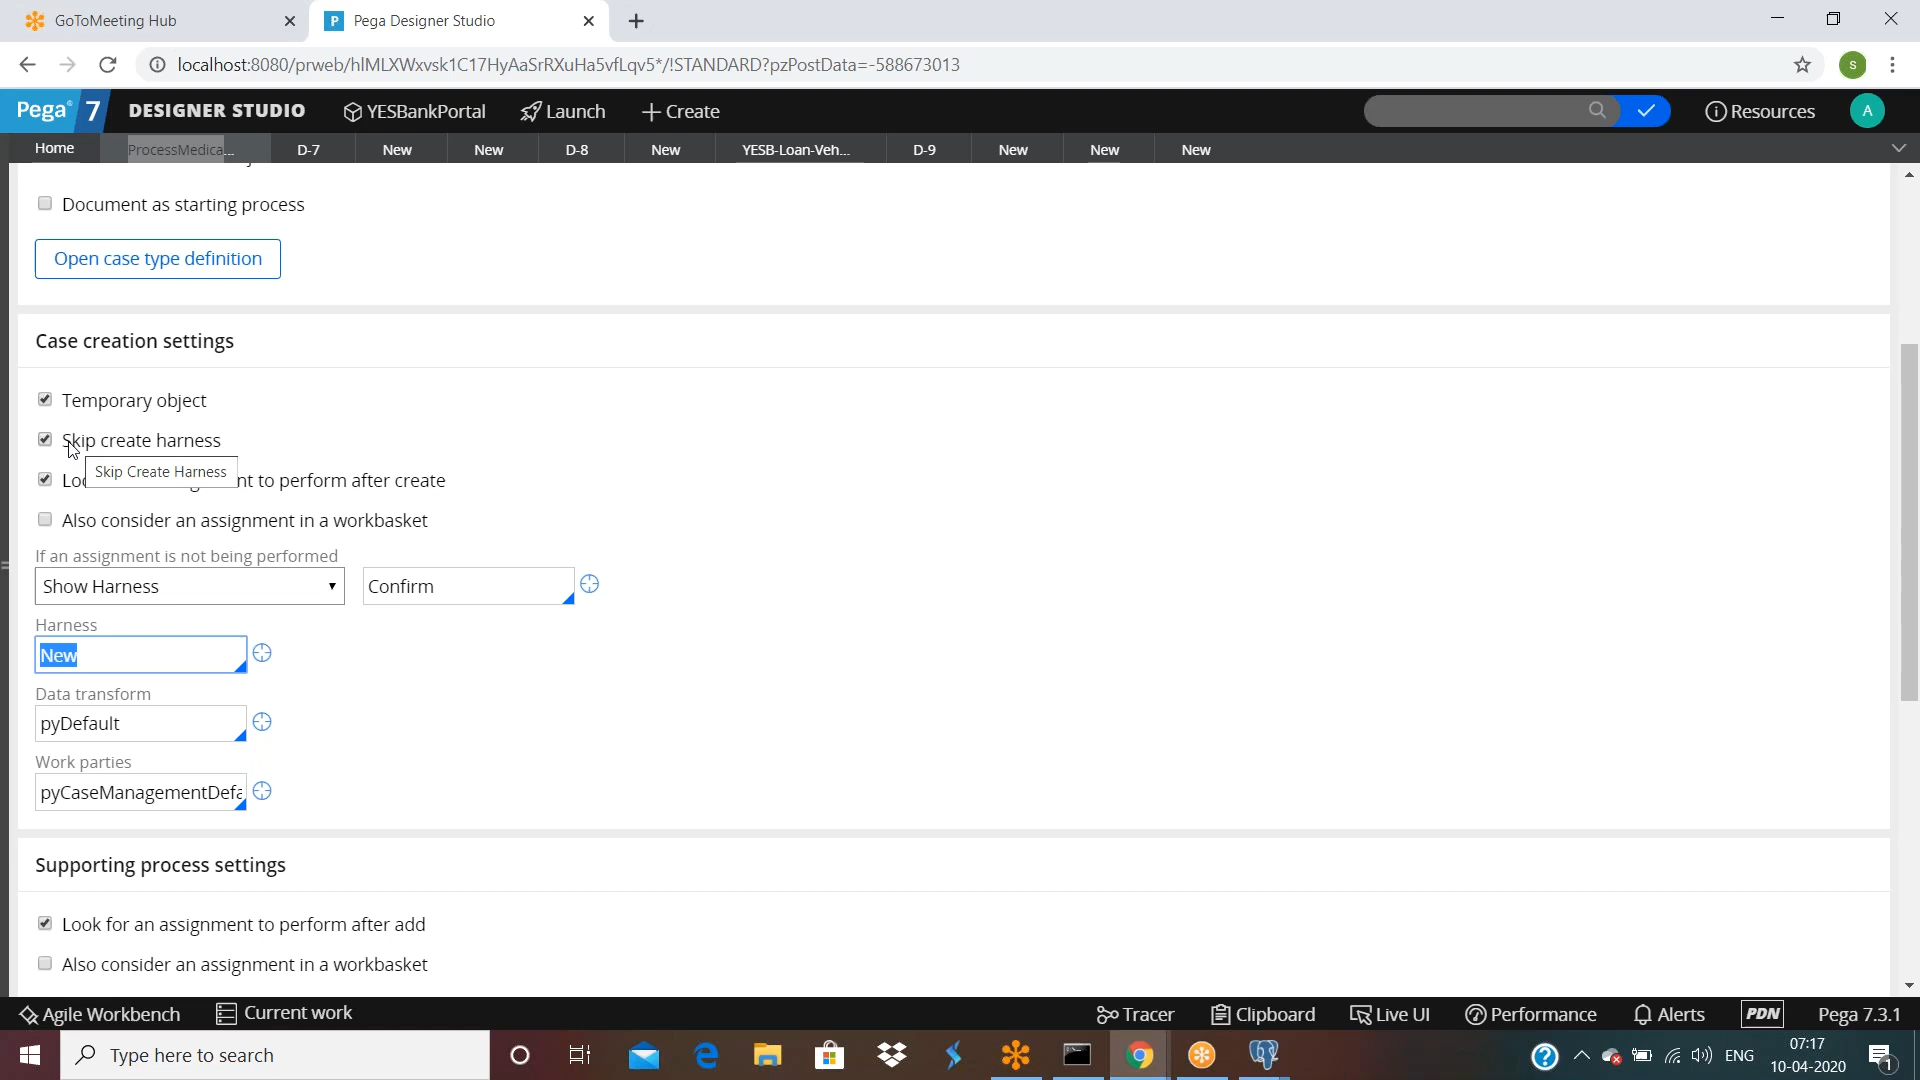 GoToMeeting Hub
Pega Designer Studio
localhost:8080/prweb/hlMLXWxvsk1C17HyAaSrRXuHa5vfLqv5*/!STANDARD?pzPostData=-588673013
s
Pega 7 DESIGNER STUDIO YESBankPortal Launch + Create Resources A
Home ProcessMedica... D-7 New New D-8 New YESB-Loan-Veh... D-9 New New New
Document as starting process
Open case type definition
Case creation settings
Temporary object
Skip create harness
Skip Create Harness
to perform after create
Also consider an assignment in a workbasket
If an assignment is not being performed
Show Harness Confirm
Harness
New
Data transform
pyDefault
Work parties
pyCaseManagementDefa
Supporting process settings
Look for an assignment to perform after add
Also consider an assignment in a workbasket
Agile Workbench Current work Tracer Clipboard Live UI Performance Alerts PDN Pega 7.3.1
Type here to search ENG 07:17
10-04-2020
1